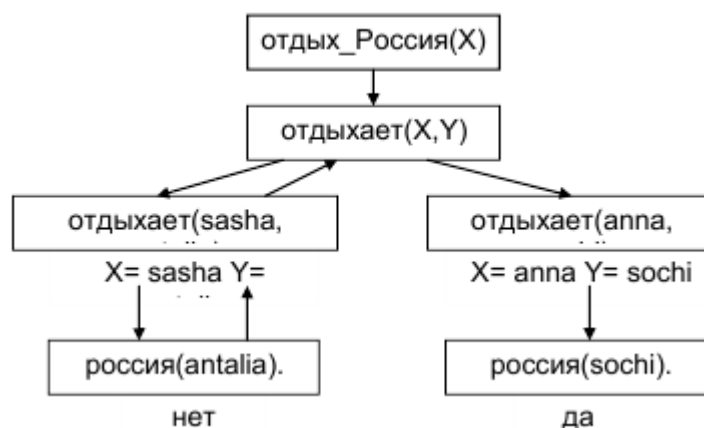 отдых_Россия(X)
отдыхает(X,Y)
отдыхает(sasha,
отдыхает(anna,
X= sasha Y=
X= anna Y= sochi
россия(antalia).
россия(sochi).
нет
да